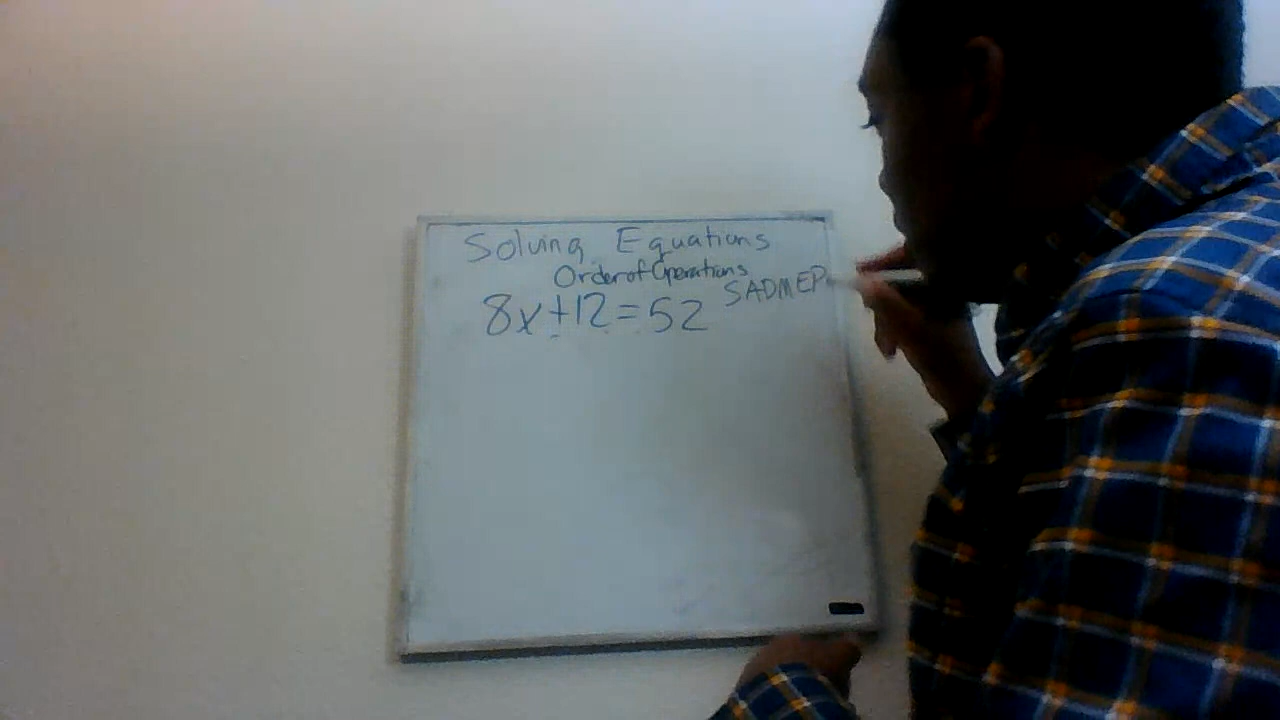 Solving Equations
Order of Operations
SADMEP
8x+12=52